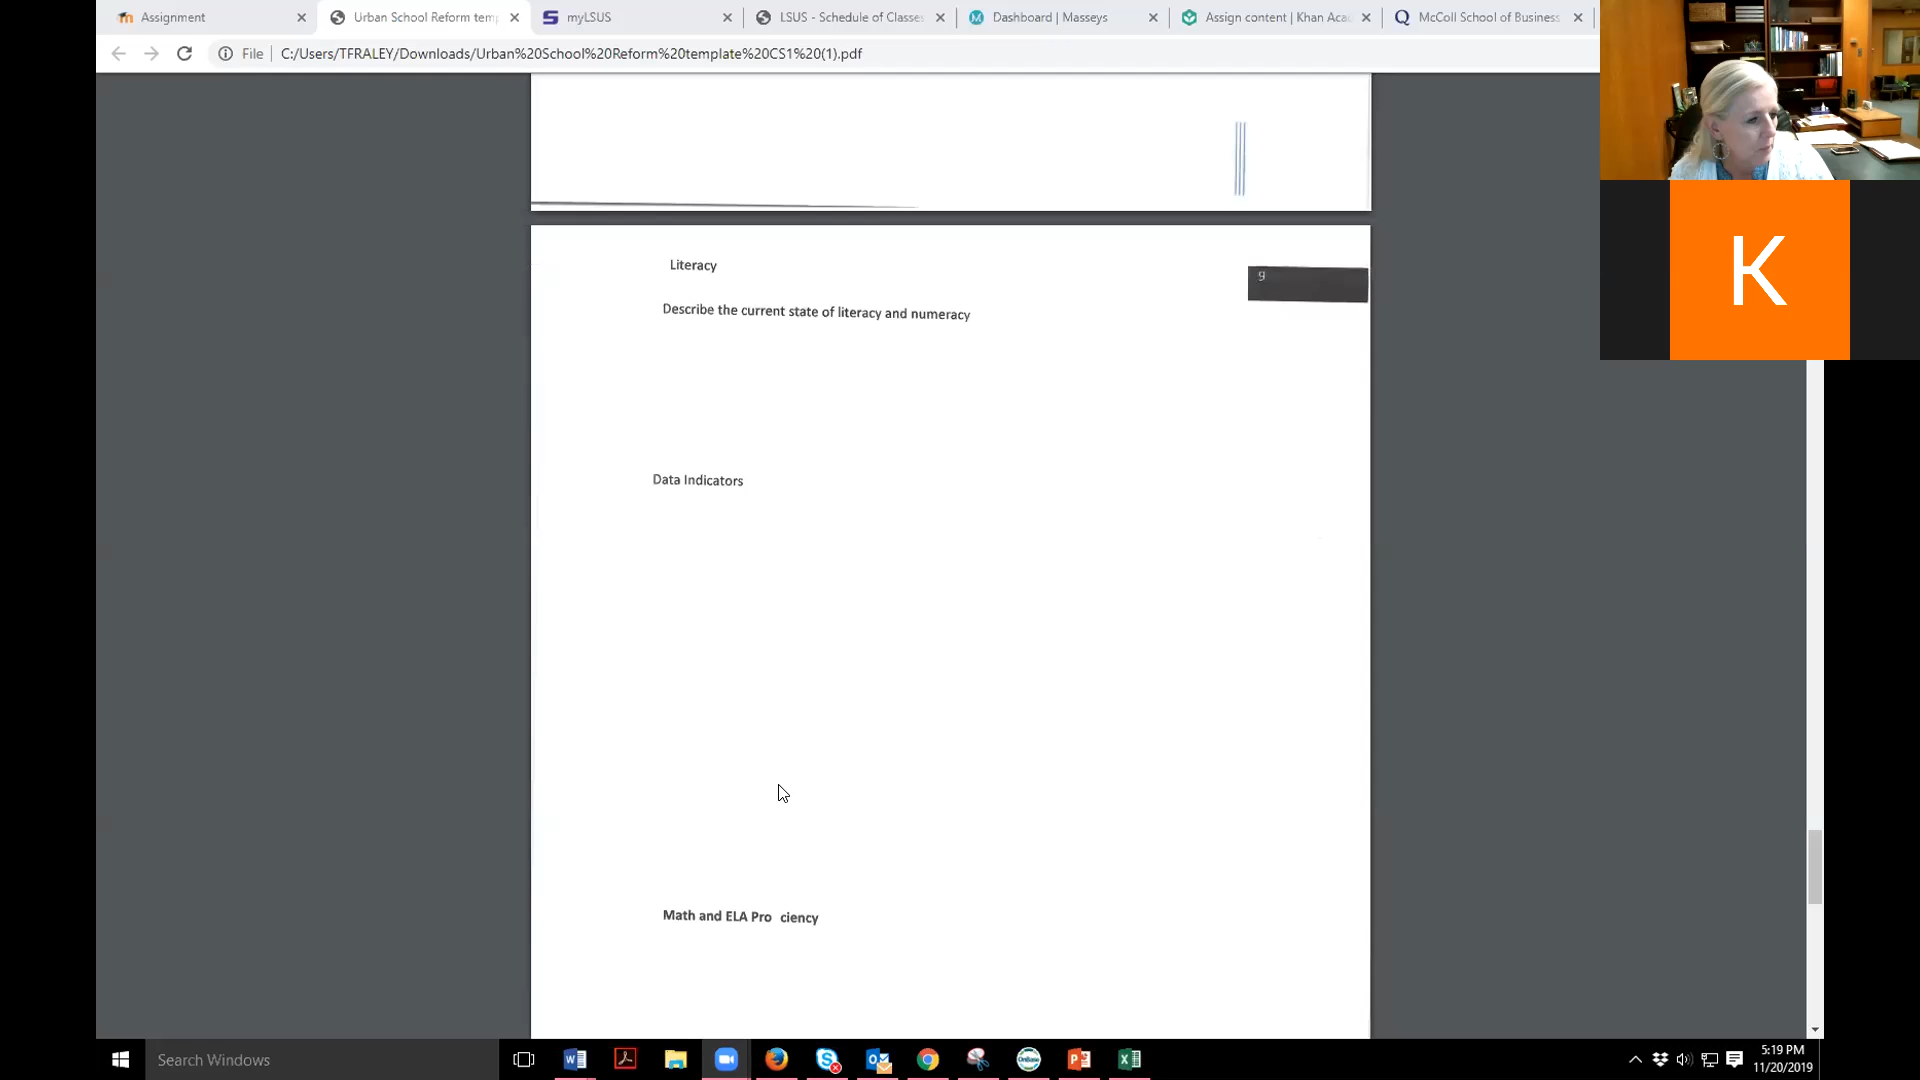 Assignment
Urban School Reform temp
myLSUS
LSUS - Schedule of Classes
Dashboard | Masseys
Assign content | Khan Aca
McColl School of Business
File
C:/Users/TFRALEY/Downloads/Urban%20School%20Reform%20template%20CS1%20(1).pdf
Literacy
g
K
Describe the current state of literacy and numeracy
Data Indicators
Math and ELA Pro ciency
Search Windows
5:19 PM
11/20/2019